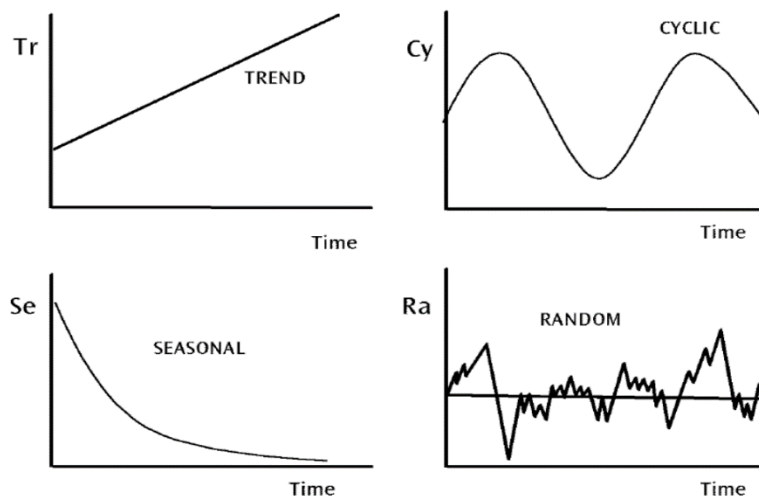 Tr
TREND
Time
Cy
CYCLIC
Time
Se
SEASONAL
Time
Ra
RANDOM
Time